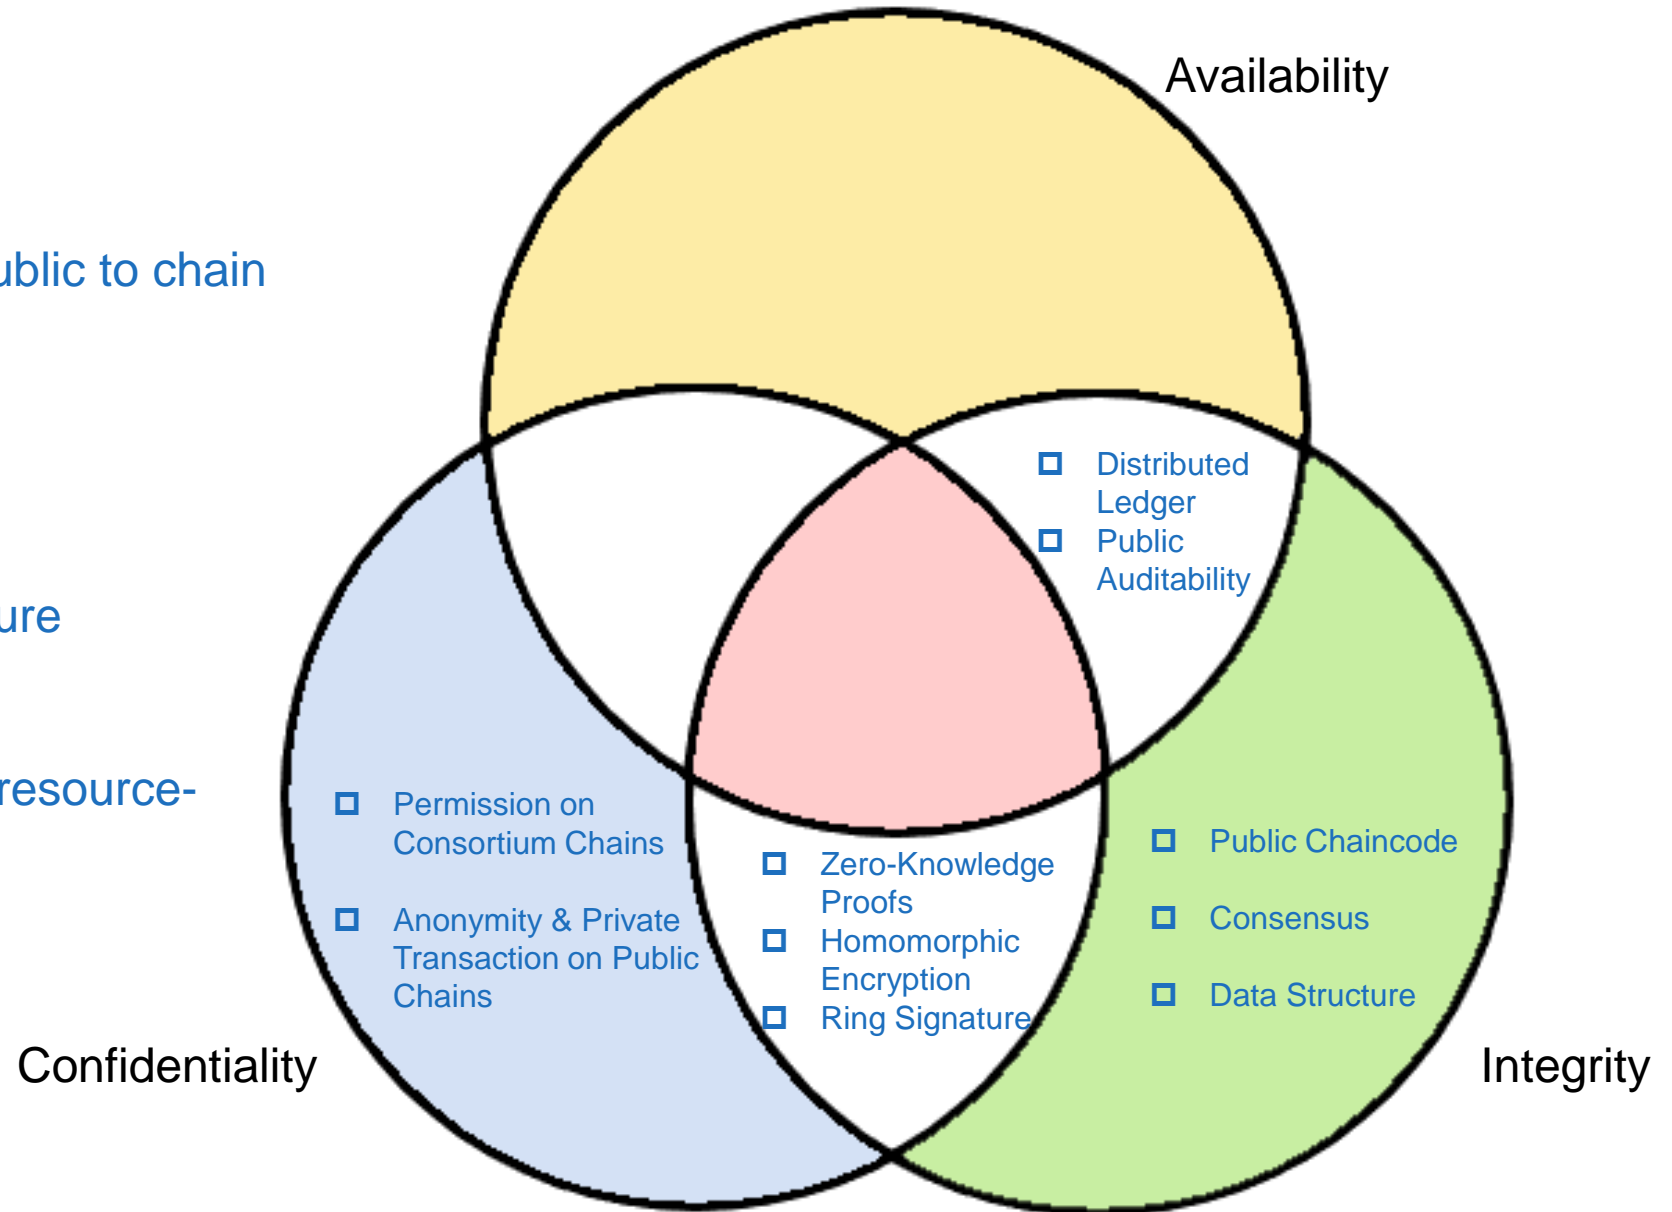 Availability
ublic to chain
Distributed
Ledger
Public
Auditability
ure
resource-
Permission on
Consortium Chains
Anonymity & Private
Transaction on Public
Chains
Zero-Knowledge
Proofs
Homomorphic
Encryption
Ring Signature
Public Chaincode
Consensus
Data Structure
Confidentiality
Integrity